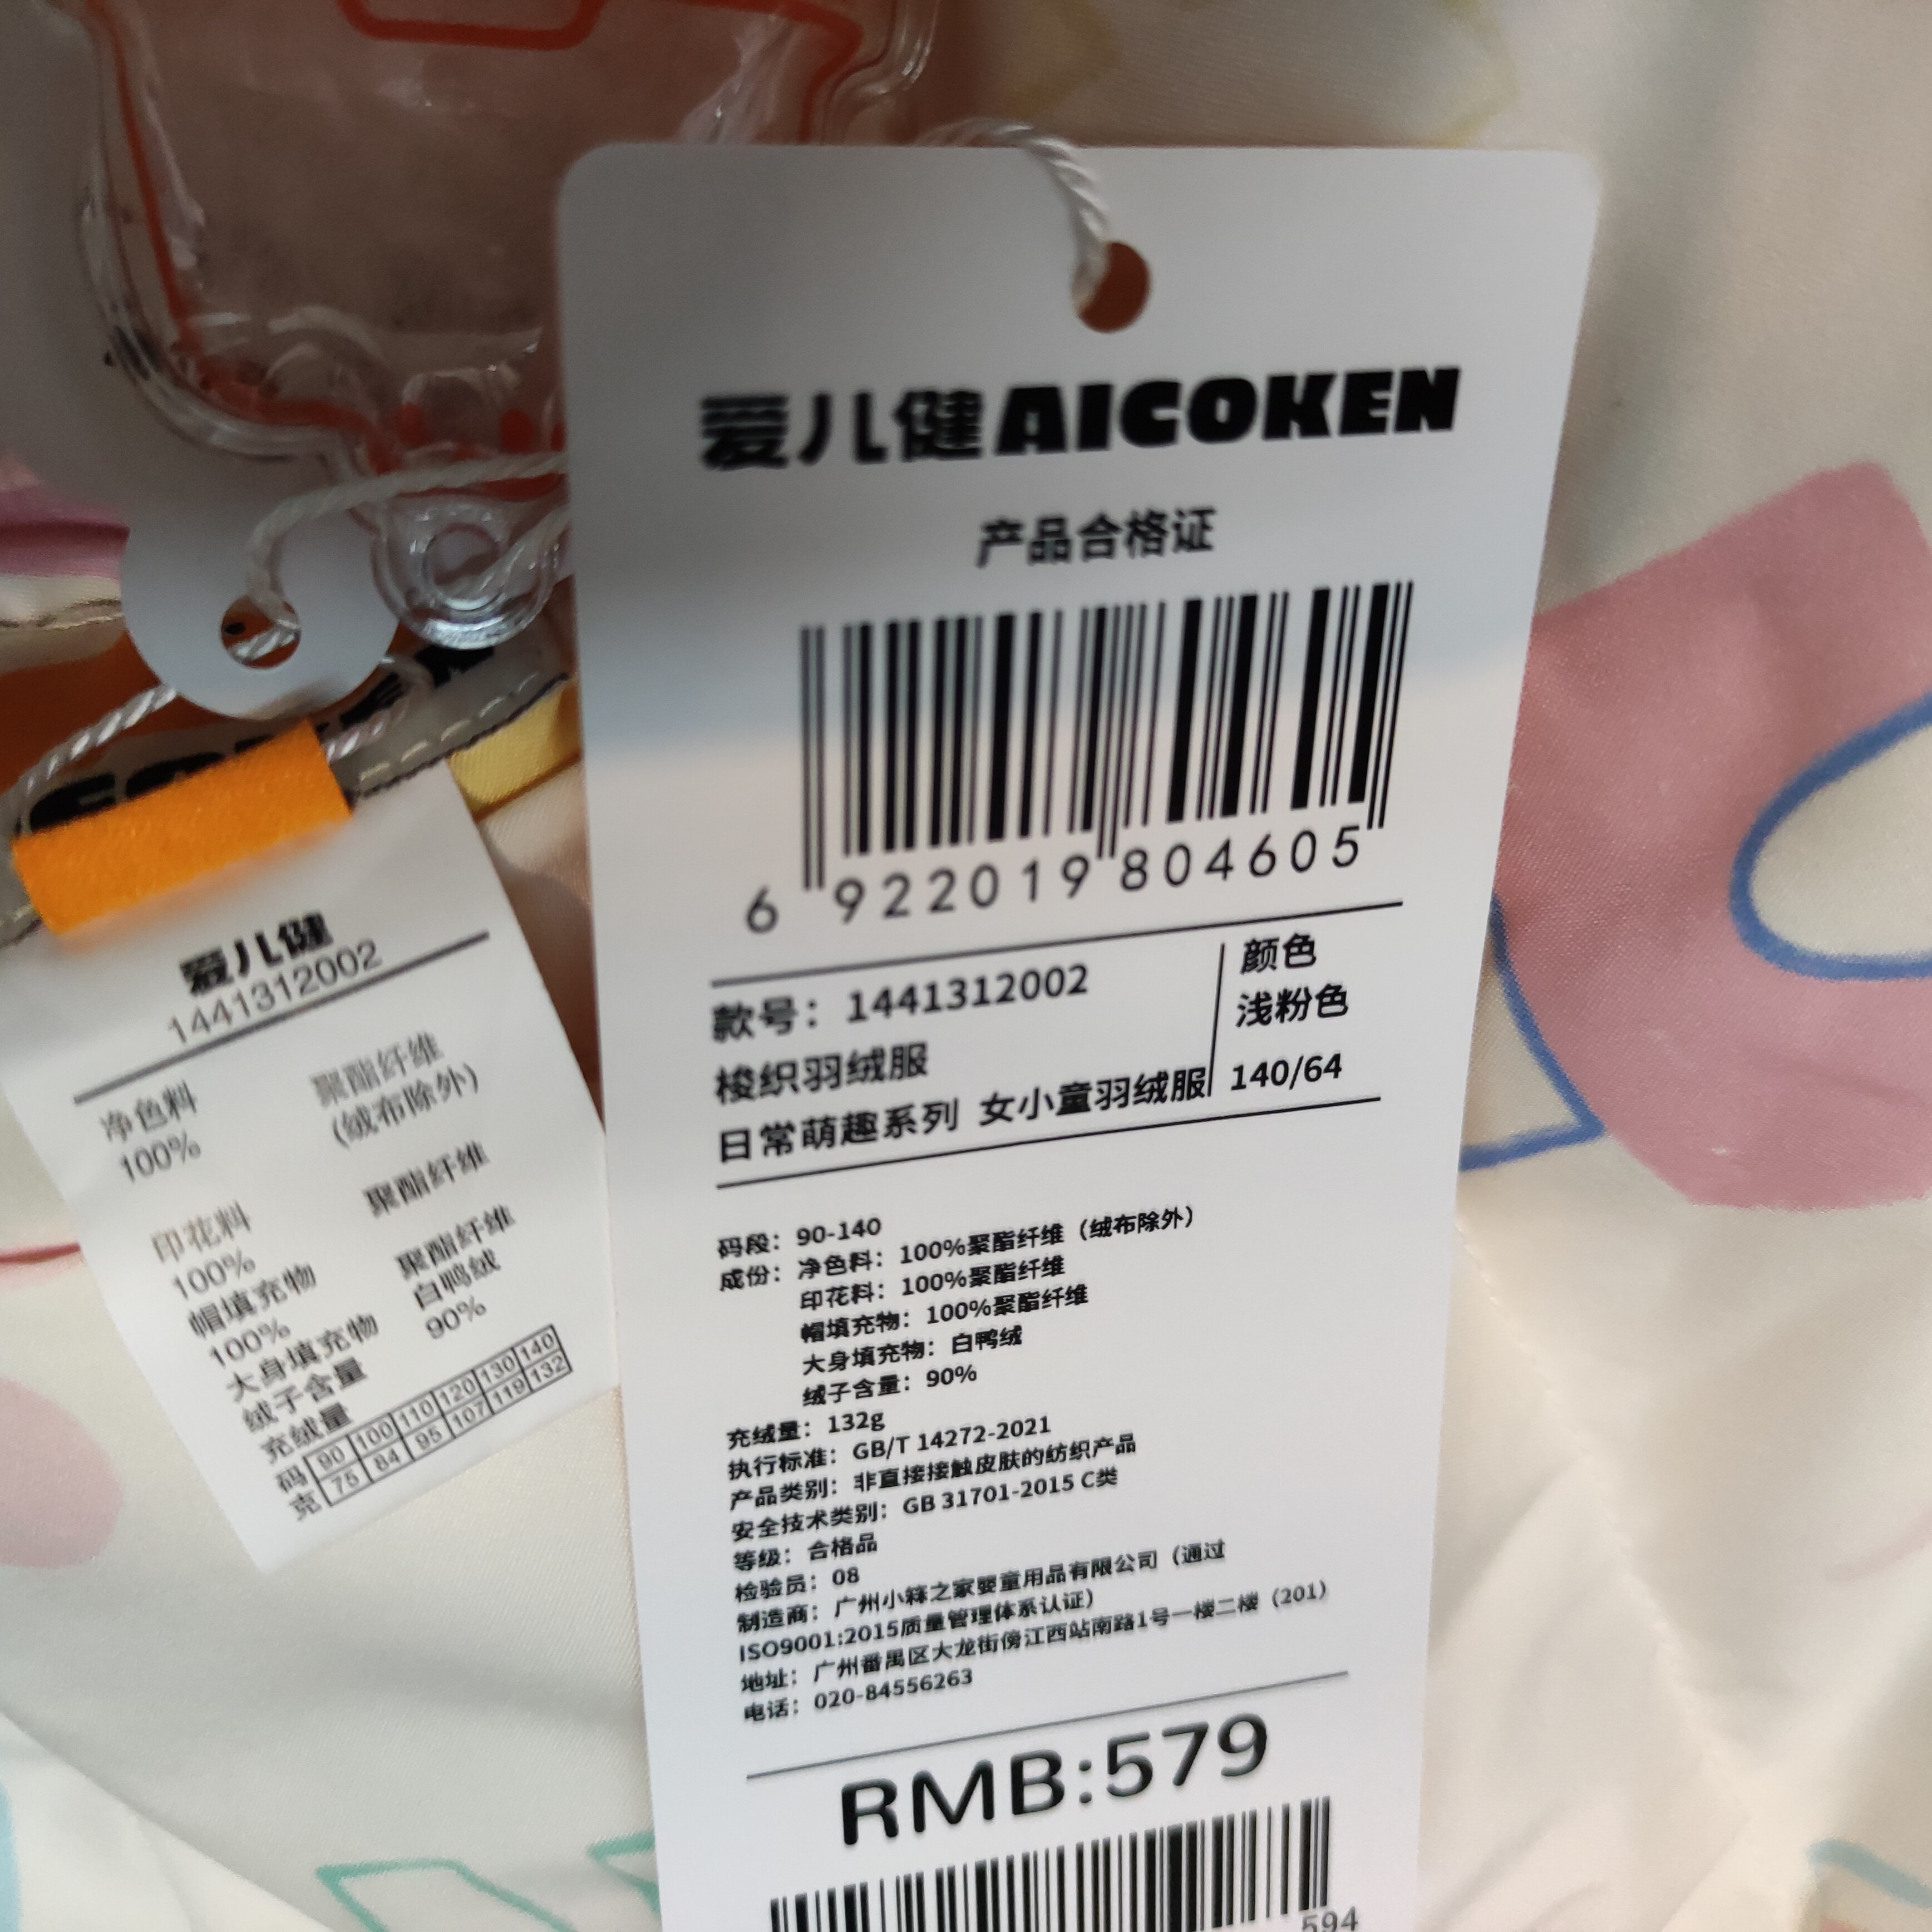 爱儿健AICOKEN
产品合格证
6 922019 804605
款号：1441312002
梭织羽绒服
日常萌趣系列 女小童羽绒服
颜色
浅粉色
140/64
码段：90-140
成份：净色料：100%聚酯纤维（绒布除外）
印花料：100%聚酯纤维
帽填充物：100%聚酯纤维
大身填充物：白鸭绒
绒子含量：90%
充绒量：132g
执行标准：GB/T 14272-2021
产品类别：非直接接触皮肤的纺织产品
安全技术类别：GB 31701-2015 C类
等级：合格品
检验员：08
制造商：广州小籁之家婴童用品有限公司（通过
ISO9001:2015质量管理体系认证）
地址：广州番禺区大龙街傍江西站南路1号一楼二楼（201）
电话：020-84556263
RMB:579
594
爱儿健
1441312002
净色料 聚酯纤维
100% (绒布除外)
印花料 聚酯纤维
100%
帽填充物 聚酯纤维
100%
大身填充物 白鸭绒
绒子含量 90%
充绒量
码 90 100 110 120 130 140
克 75 84 95 107 119 132